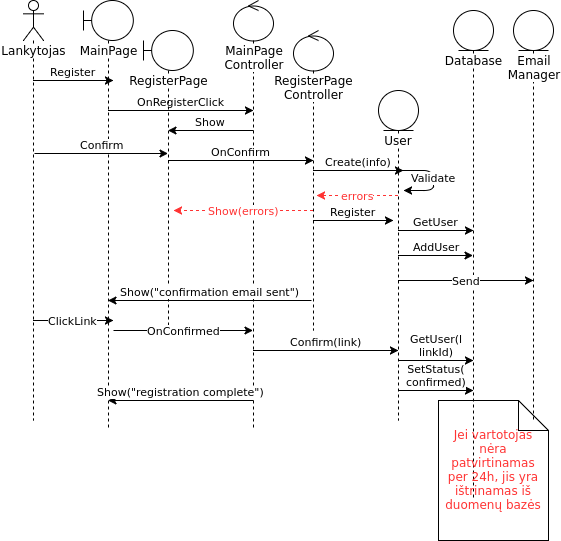 Lankytojas
MainPage
RegisterPage
MainPage
Controller
RegisterPage
Controller
Database
Email
Manager
User
Register
OnRegisterClick
Show
Confirm
OnConfirm
Create(info)
Validate
errors
Show(errors)
Register
GetUser
AddUser
Send
Show("confirmation email sent")
ClickLink
OnConfirmed
Confirm(link)
GetUser(l
linkId)
SetStatus(
confirmed)
Show("registration complete")
Jei vartotojas
nėra
patvirtinamas
per 24h, jis yra
ištrinamas iš
duomenų bazės